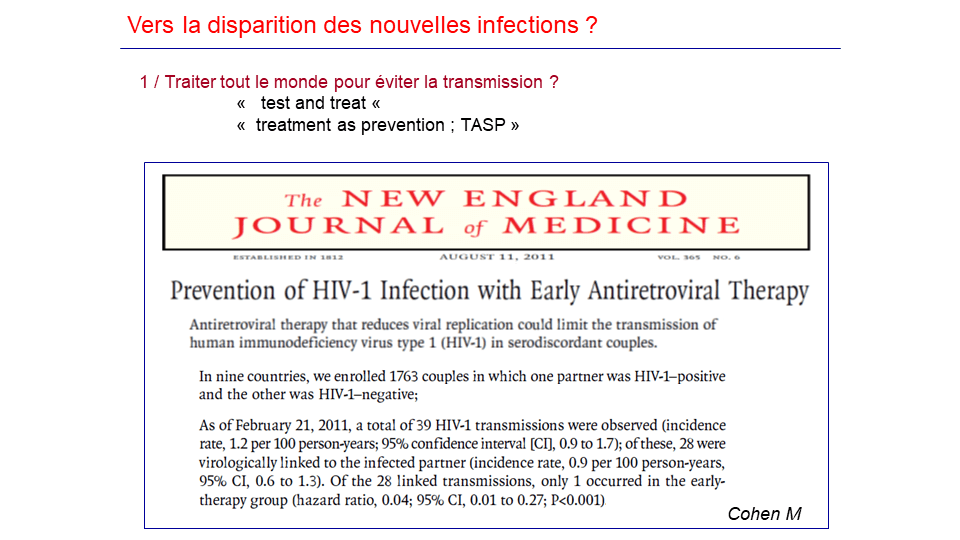 Vers la disparition des nouvelles infections ?
1 / Traiter tout le monde pour éviter la transmission ?
« test and treat «
« treatment as prevention ; TASP »
The NEW ENGLAND
JOURNAL of MEDICINE
ESTABLISHED IN 1812 AUGUST 11, 2011 VOL. 365 NO. 6
Prevention of HIV-1 Infection with Early Antiretroviral Therapy
Antiretroviral therapy that reduces viral replication could limit the transmission of
human immunodeficiency virus type 1 (HIV-1) in serodiscordant couples.
In nine countries, we enrolled 1763 couples in which one partner was HIV-1–positive
and the other was HIV-1–negative;
As of February 21, 2011, a total of 39 HIV-1 transmissions were observed (incidence
rate, 1.2 per 100 person-years; 95% confidence interval [CI], 0.9 to 1.7); of these, 28 were
virologically linked to the infected partner (incidence rate, 0.9 per 100 person-years,
95% CI, 0.6 to 1.3). Of the 28 linked transmissions, only 1 occurred in the early-
therapy group (hazard ratio, 0.04; 95% CI, 0.01 to 0.27; P<0.001)
Cohen M